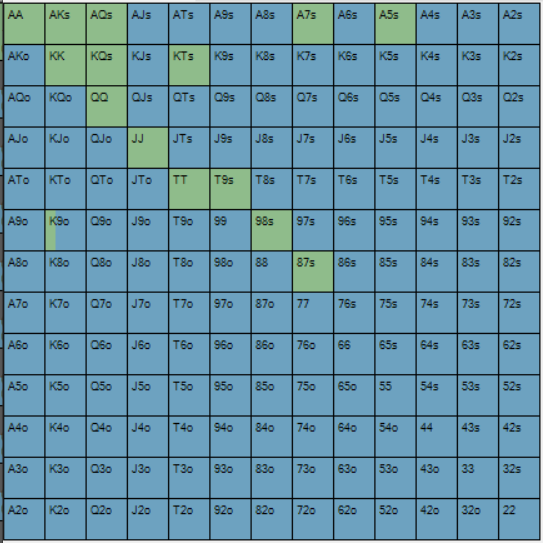 AA AKs AQs AJs ATs A9s A8s A7s A6s A5s A4s A3s A2s
AKo KK KQs KJs KTs K9s K8s K7s K6s K5s K4s K3s K2s
AQo KQo QQ QJs QTs Q9s Q8s Q7s Q6s Q5s Q4s Q3s Q2s
AJo KJo QJo JJ JTs J9s J8s J7s J6s J5s J4s J3s J2s
ATo KTo QTo JTo TT T9s T8s T7s T6s T5s T4s T3s T2s
A9o K9o Q9o J9o T9o 99 98s 97s 96s 95s 94s 93s 92s
A8o K8o Q8o J8o T8o 98o 88 87s 86s 85s 84s 83s 82s
A7o K7o Q7o J7o T7o 97o 87o 77 76s 75s 74s 73s 72s
A6o K6o Q6o J6o T6o 96o 86o 76o 66 65s 64s 63s 62s
A5o K5o Q5o J5o T5o 95o 85o 75o 65o 55 54s 53s 52s
A4o K4o Q4o J4o T4o 94o 84o 74o 64o 54o 44 43s 42s
A3o K3o Q3o J3o T3o 93o 83o 73o 63o 53o 43o 33 32s
A2o K2o Q2o J2o T2o 92o 82o 72o 62o 52o 42o 32o 22